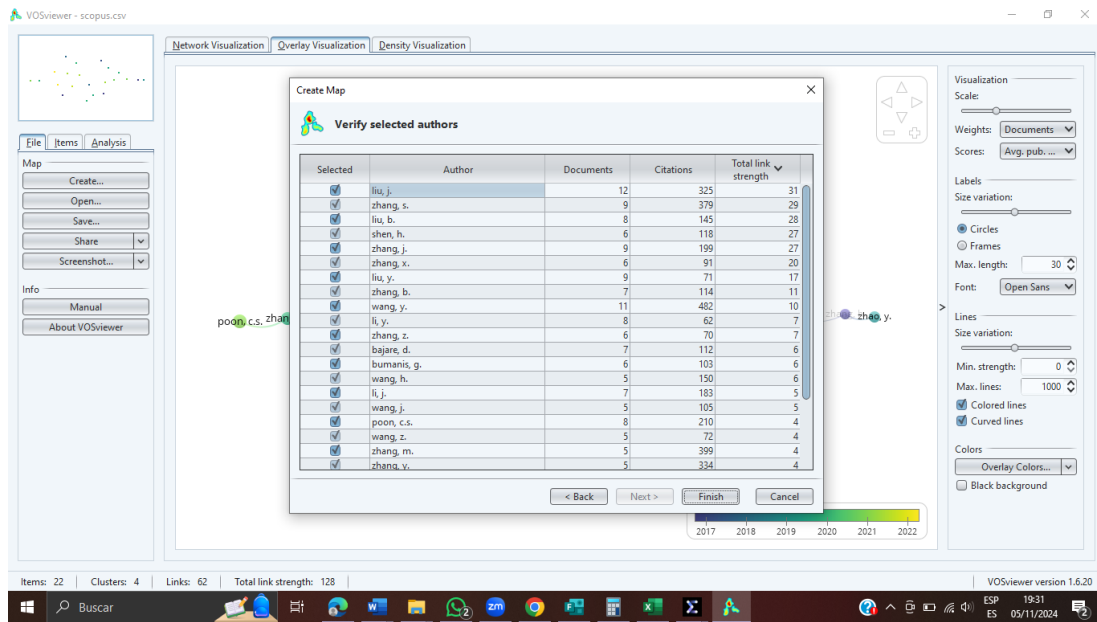 VOSviewer - scopus.csv
Network Visualization Overlay Visualization Density Visualization
File Items Analysis
Map
Create...
Open...
Save...
Share
Screenshot...
Info
Manual
About VOSviewer
poon, c.s. zhan
Create Map
Verify selected authors
Selected Author Documents Citations Total link
strength
liu, j. 12 325 31
zhang, s. 9 379 29
liu, b. 8 145 28
shen, h. 6 118 27
zhang, j. 9 199 27
zhang, x. 6 91 20
liu, y. 9 71 17
zhang, b. 7 114 11
wang, y. 11 482 10
li, y. 8 62 7
zhang, z. 6 70 7
bajare, d. 7 112 6
bumanis, g. 6 103 6
wang, h. 5 150 6
li, j. 7 183 5
wang, j. 5 105 5
poon, c.s. 8 210 4
wang, z. 5 72 4
zhang, m. 5 399 4
zhang, y. 5 334 4
< Back Next > Finish Cancel
zhao, y.
2017 2018 2019 2020 2021 2022
>
Visualization
Scale:
Weights: Documents
Scores: Avg. pub. ...
Labels
Size variation:
Circles
Frames
Max. length: 30
Font: Open Sans
Lines
Size variation:
Min. strength: 0
Max. lines: 1000
Colored lines
Curved lines
Colors
Overlay Colors...
Black background
Items: 22 Clusters: 4 Links: 62 Total link strength: 128 VOSviewer version 1.6.20
Buscar
2
zm
ESP
ES
19:31
05/11/2024
2